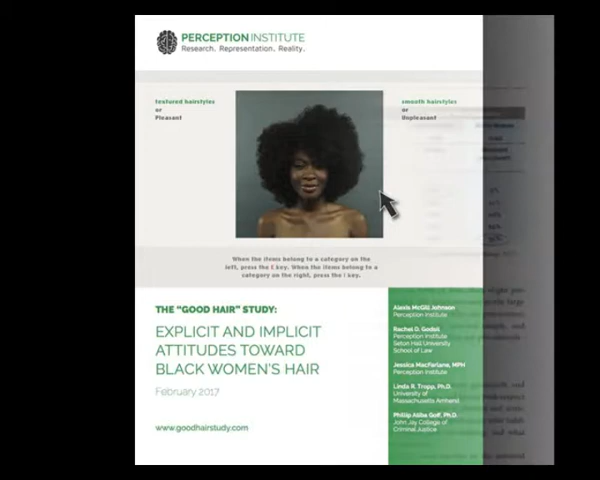 PERCEPTION INSTITUTE
Research. Representation. Reality.
textured hairstyles
or
Pleasant
smooth hairstyles
or
Unpleasant
When the items belong to a category on the
left, press the E key. When the items belong to a
category on the right, press the I key.
THE "GOOD HAIR" STUDY:
EXPLICIT AND IMPLICIT
ATTITUDES TOWARD
BLACK WOMEN'S HAIR
February 2017
www.goodhairstudy.com
Alexis McGill Johnson
Perception Institute
Rachel D. Godsil
Perception Institute
Seton Hall University
School of Law
Jessica MacFarlane, MPH
Perception Institute
Linda R. Tropp, Ph.D.
University of
Massachusetts Amherst
Phillip Atiba Goff, Ph.D.
John Jay College of
Criminal Justice